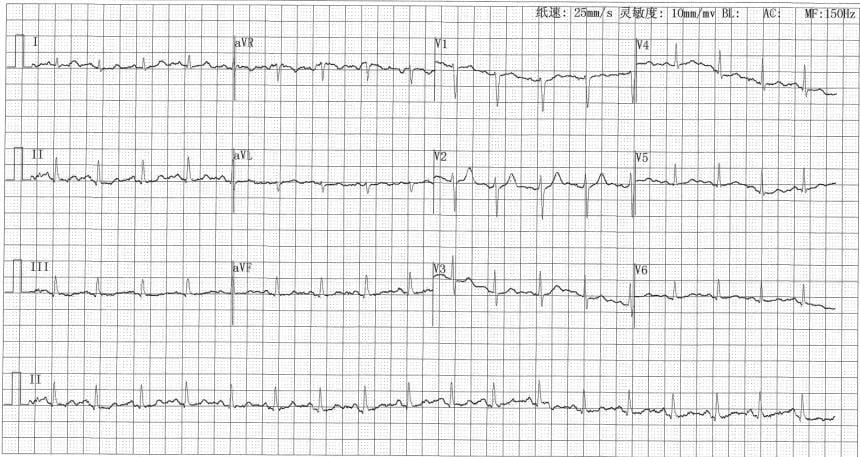 纸速: 25mm/s 灵敏度: 10mm/mv BL: AC: MF:150Hz
I aVR V1 V4
II aVL V2 V5
III aVF V3 V6
II